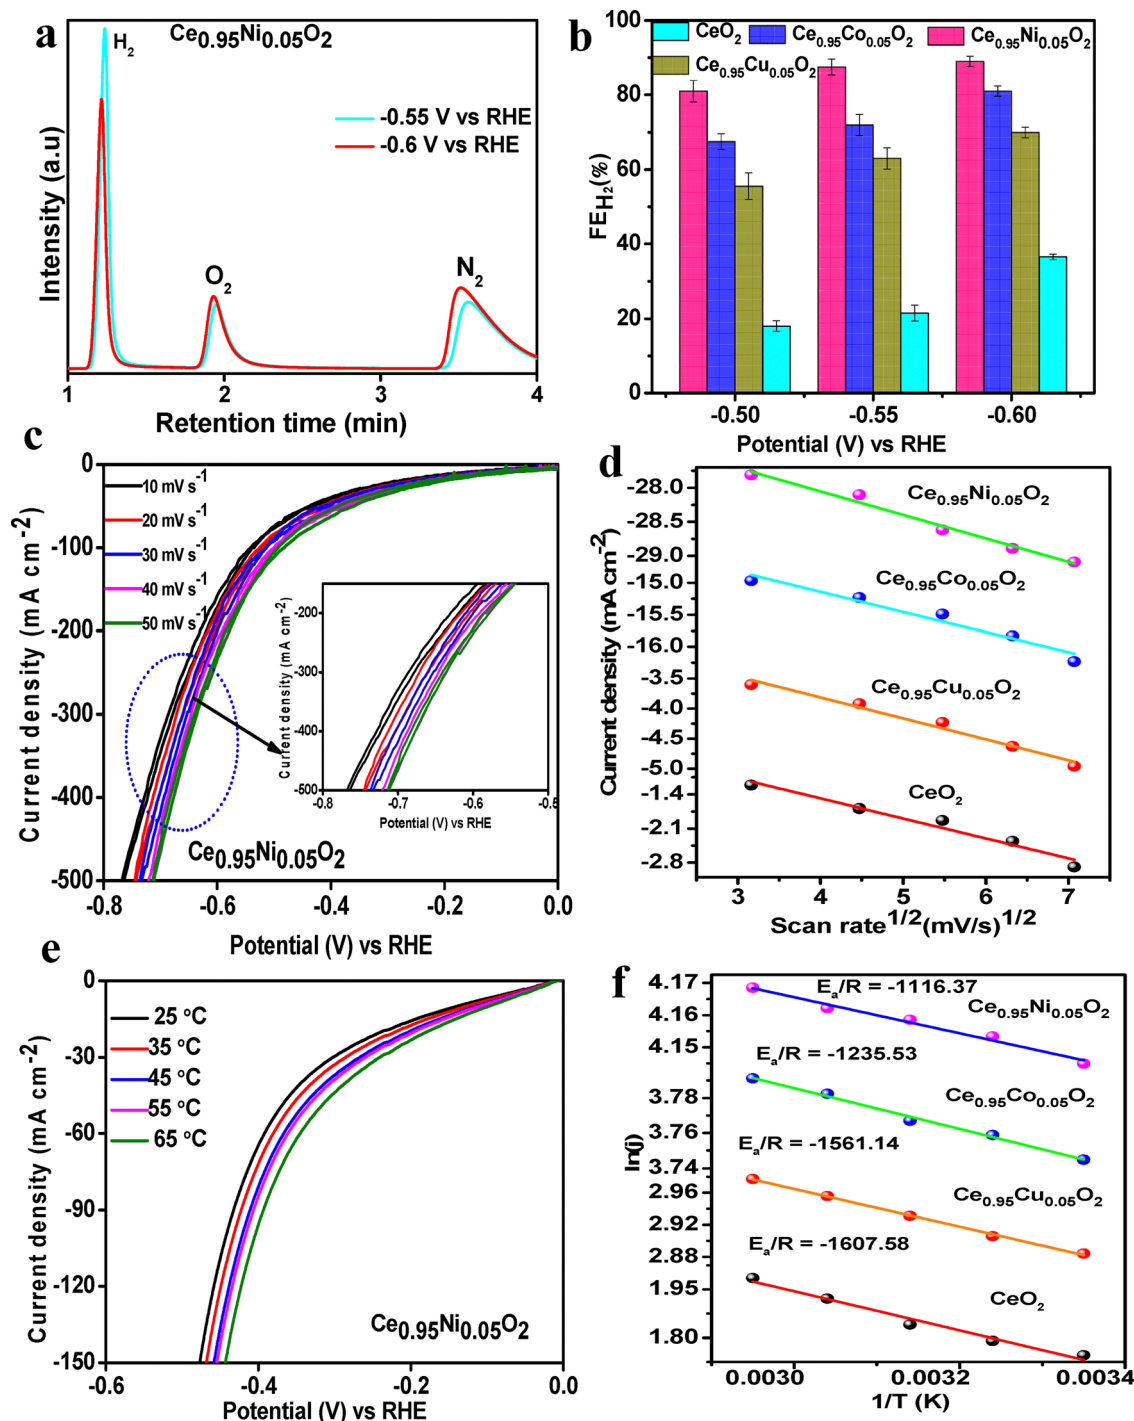 a
Ce0.95Ni0.05O2
H2
-0.55 V vs RHE
-0.6 V vs RHE
O2
N2
Intensity (a.u)
1 2 3 4
Retention time (min)
b
CeO2 Ce0.95Co0.05O2 Ce0.95Ni0.05O2
Ce0.95Cu0.05O2
100
80
60
40
20
0
FEH2(%)
-0.50 -0.55 -0.60
Potential (V) vs RHE
c
10 mV s-1
20 mV s-1
30 mV s-1
40 mV s-1
50 mV s-1
0
-100
-200
-300
-400
-500
Current density (mA cm-2)
-0.8 -0.6 -0.4 -0.2 0.0
Potential (V) vs RHE
Ce0.95Ni0.05O2
-200
-300
-400
-500
Current density (mA cm-2)
-0.8 -0.7 -0.6 -0.5
Potential (V) vs RHE
d
Ce0.95Ni0.05O2
Ce0.95Co0.05O2
Ce0.95Cu0.05O2
CeO2
-28.0
-28.5
-29.0
-15.0
-15.5
-16.0
-3.5
-4.0
-4.5
-5.0
-1.4
-2.1
-2.8
Current density (mA cm-2)
3 4 5 6 7
Scan rate1/2(mV/s)1/2
e
25 °C
35 °C
45 °C
55 °C
65 °C
0
-30
-60
-90
-120
-150
Current density (mA cm-2)
Ce0.95Ni0.05O2
-0.6 -0.4 -0.2 0.0
Potential (V) vs RHE
f
Ea/R = -1116.37
Ce0.95Ni0.05O2
Ea/R = -1235.53
Ce0.95Co0.05O2
Ea/R = -1561.14
Ce0.95Cu0.05O2
Ea/R = -1607.58
CeO2
4.17
4.16
4.15
3.78
3.76
3.74
2.96
2.92
2.88
1.95
1.80
ln(j)
0.0030 0.0032 0.0034
1/T (K)